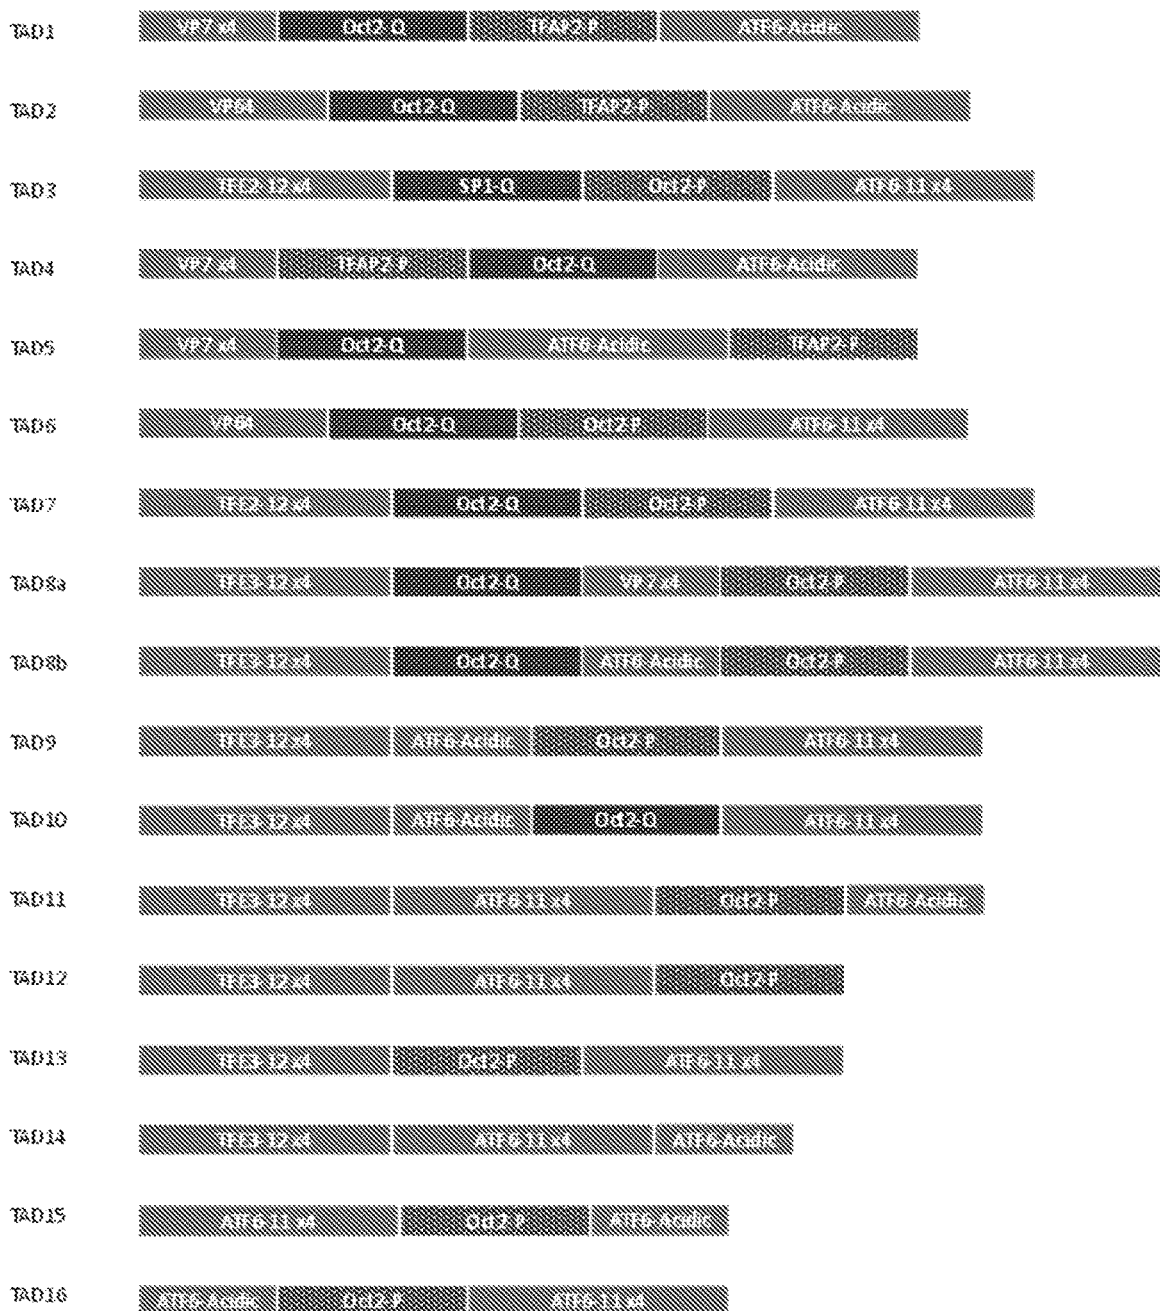 TAD1 VP7 x4 Oct2-Q TFAP2-P ATF6-Acidic
TAD2 VP64 Oct2-Q TFAP2-P ATF6-Acidic
TAD3 TFE2-12 x4 SP1-Q Oct2-P ATF6-11 x4
TAD4 VP7 x4 TFAP2-P Oct2-Q ATF6-Acidic
TAD5 VP7 x4 Oct2-Q ATF6-Acidic TFAP2-P
TAD6 VP64 Oct2-Q Oct2-P ATF6-11 x4
TAD7 TFE2-12 x4 Oct2-Q Oct2-P ATF6-11 x4
TAD8a TFE3-12 x4 Oct2-Q VP7 x4 Oct2-P ATF6-11 x4
TAD8b TFE3-12 x4 Oct2-Q ATF6-Acidic Oct2-P ATF6-11 x4
TAD9 TFE3-12 x4 ATF6-Acidic Oct2-P ATF6-11 x4
TAD10 TFE3-12 x4 ATF6-Acidic Oct2-Q ATF6-11 x4
TAD11 TFE3-12 x4 ATF6-11 x4 Oct2-P ATF6-Acidic
TAD12 TFE3-12 x4 ATF6-11 x4 Oct2-P
TAD13 TFE3-12 x4 Oct2-P ATF6-11 x4
TAD14 TFE3-12 x4 ATF6-11 x4 ATF6-Acidic
TAD15 ATF6-11 x4 Oct2-P ATF6-Acidic
TAD16 ATF6-Acidic Oct2-P ATF6-11 x4